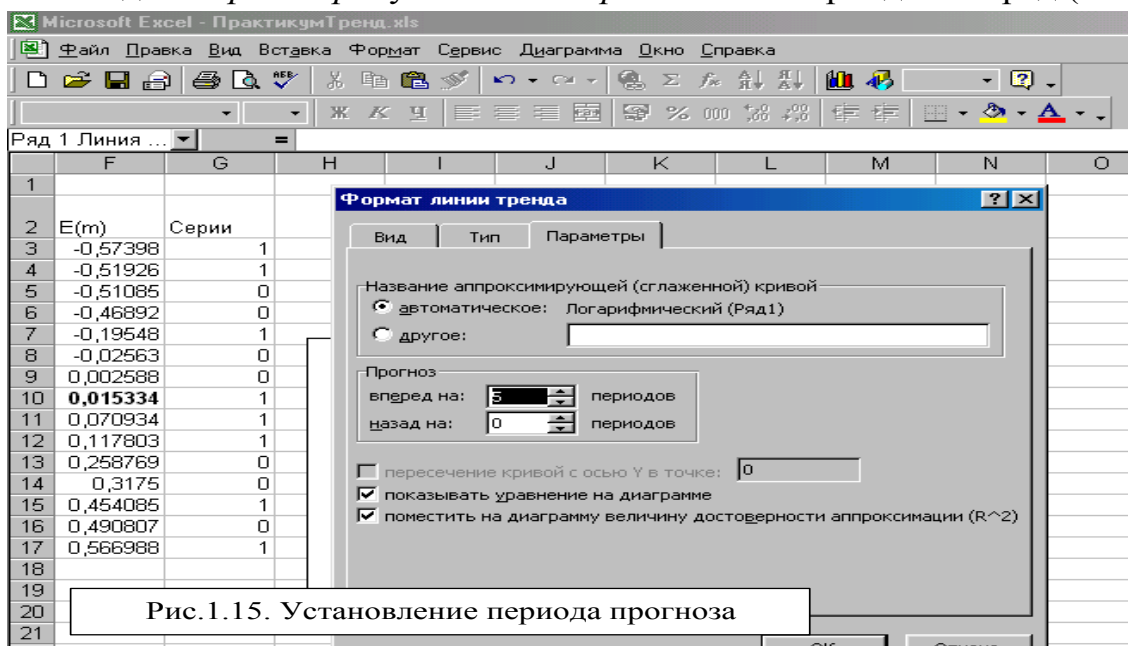 Microsoft Excel - ПрактикумТренд.xls
Файл Правка Вид Вставка Формат Сервис Диаграмма Окно Справка
Ж К Ч % 000
Ряд 1 Линия ... =
F G H I J K L M N O
1
2 E(m) Серии
3 -0,57398 1
4 -0,51926 1
5 -0,51085 0
6 -0,46892 0
7 -0,19548 1
8 -0,02563 0
9 0,002588 0
10 0,015334 1
11 0,070934 1
12 0,117803 1
13 0,258769 0
14 0,3175 0
15 0,454085 1
16 0,490807 0
17 0,566988 1
18
19
20
21
Формат линии тренда
Вид Тип Параметры
Название аппроксимирующей (сглаженной) кривой
автоматическое: Логарифмический (Ряд1)
другое:
Прогноз
вперед на: 5 периодов
назад на: 0 периодов
пересечение кривой с осью Y в точке: 0
показывать уравнение на диаграмме
поместить на диаграмму величину достоверности аппроксимации (R^2)
Рис.1.15. Установление периода прогноза